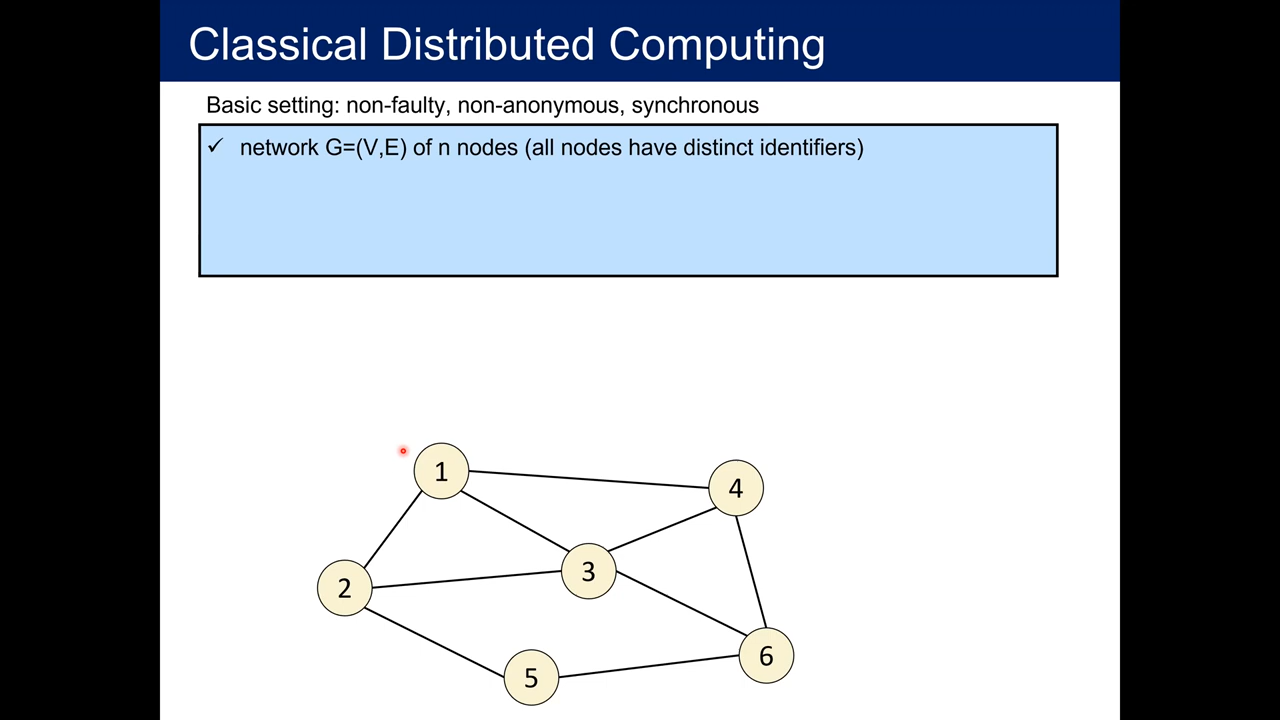 Classical Distributed Computing
Basic setting: non-faulty, non-anonymous, synchronous
✓ network G=(V,E) of n nodes (all nodes have distinct identifiers)
1
4
3
2
6
5